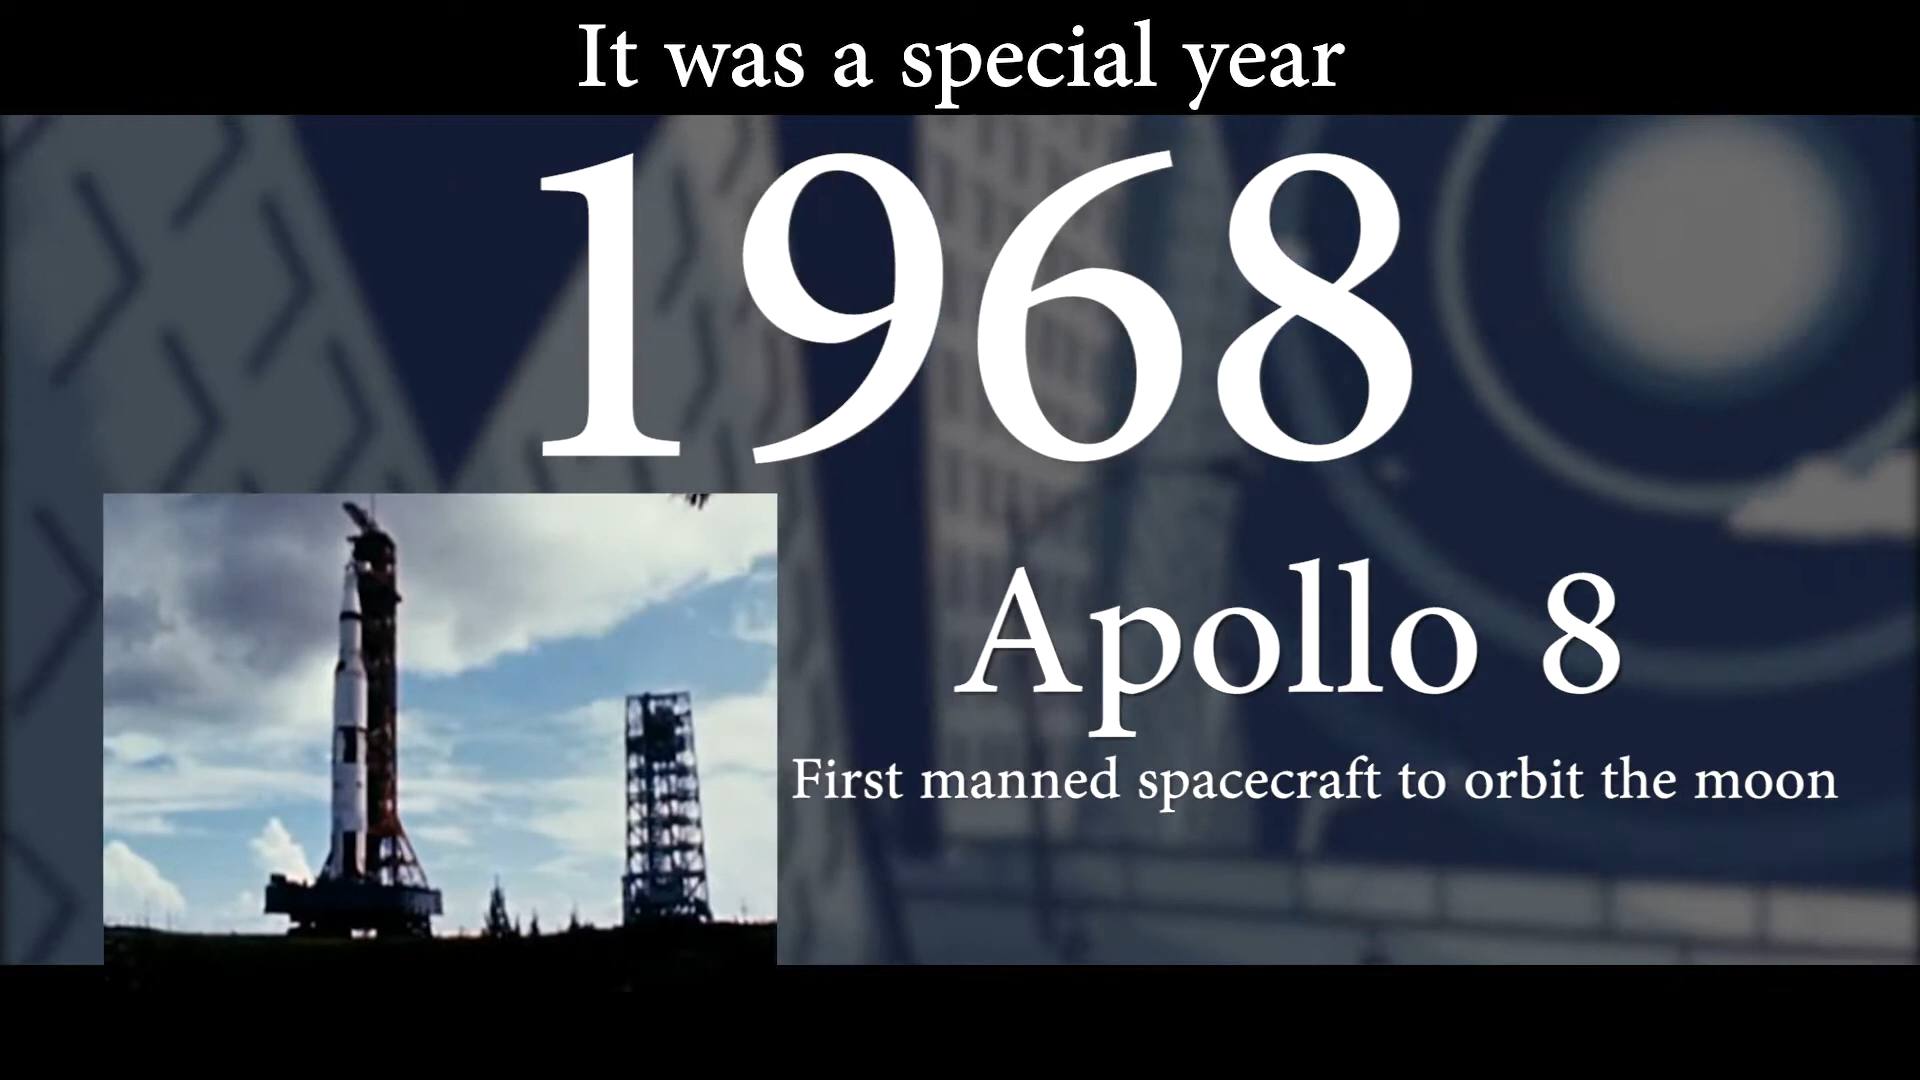 It was a special year
1968
Apollo 8
First manned spacecraft to orbit the moon